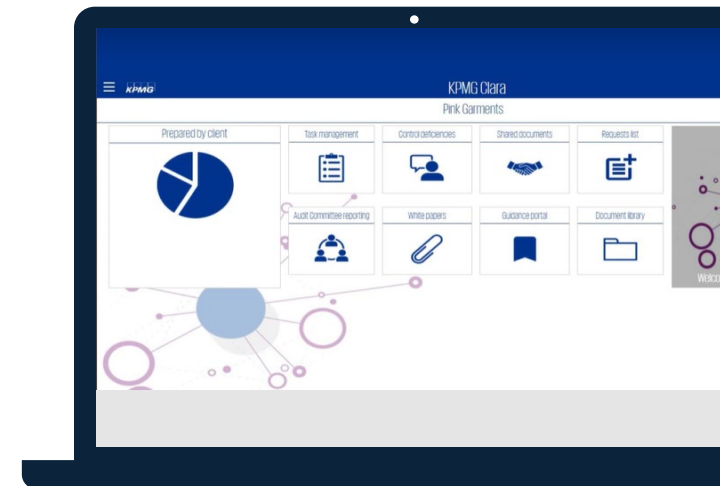 KPMG
KPMG Clara
Pink Garments
Prepared by client
Task management
Control deficiencies
Shared documents
Requests list
Audit Committee reporting
White papers
Guidance portal
Document library
Welco